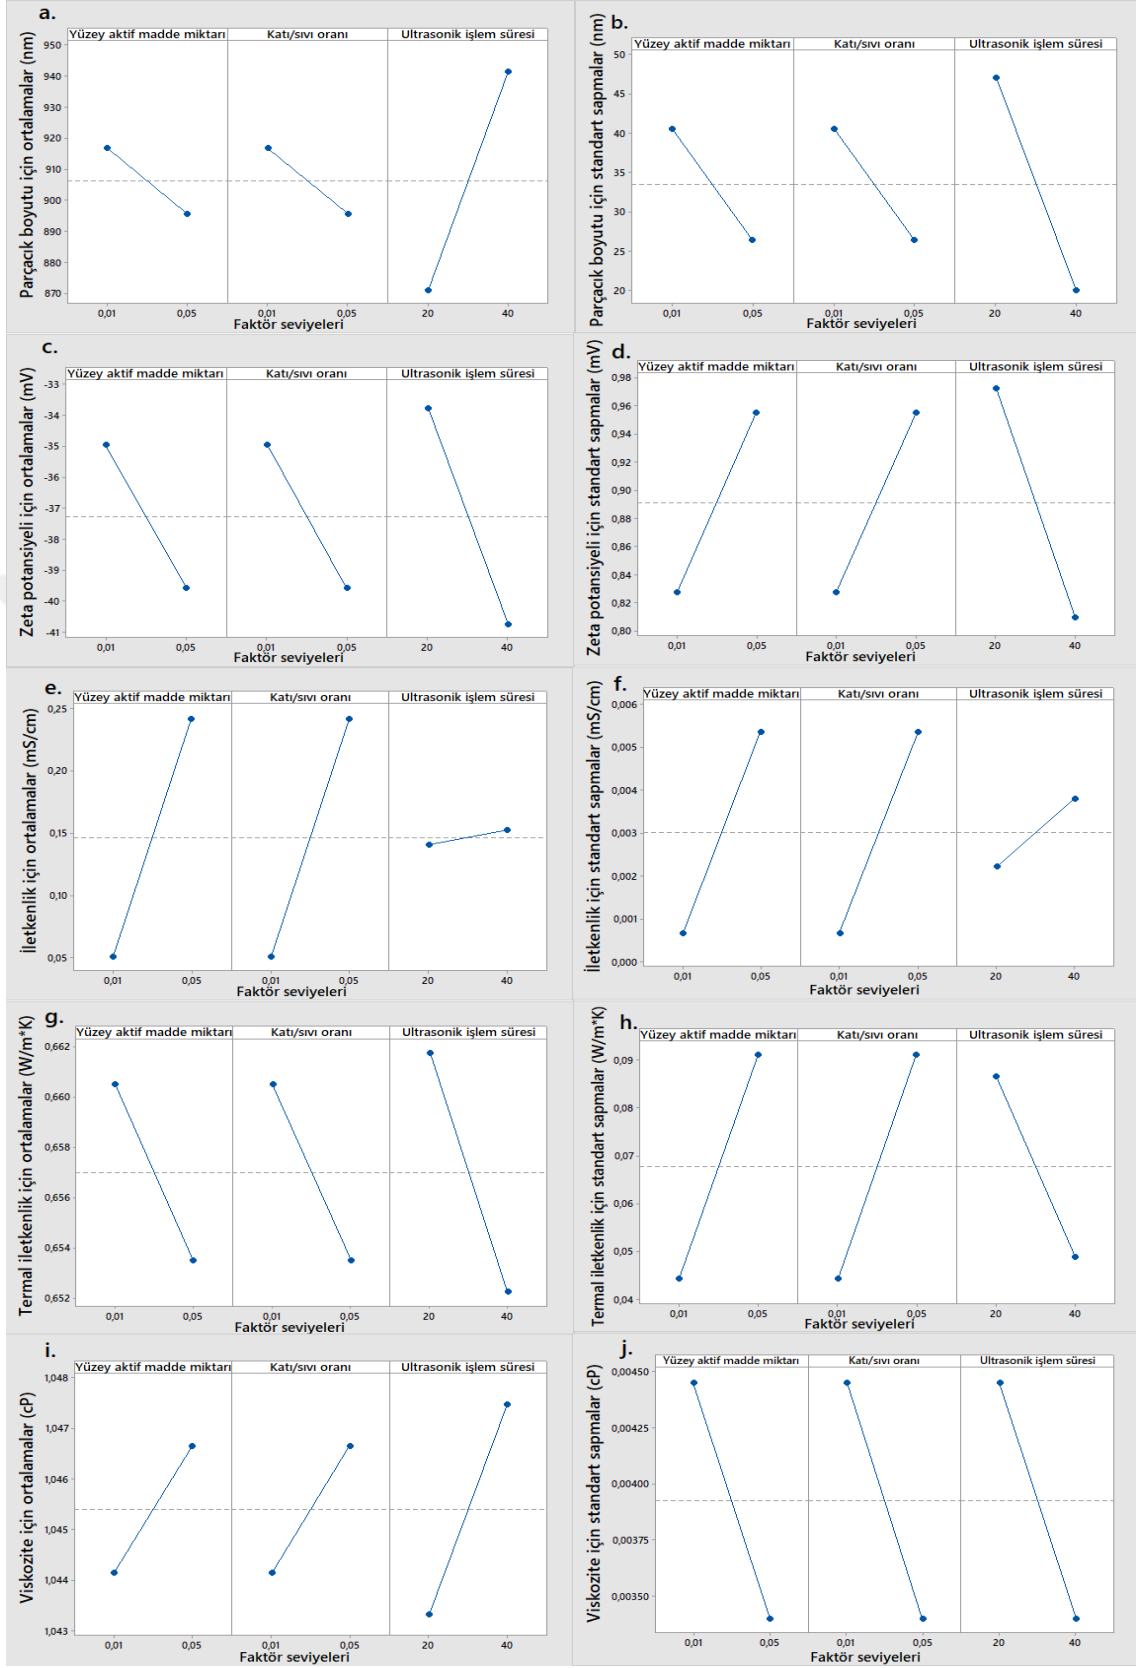 a.
Yüzey aktif madde miktarı Katı/sıvı oranı Ultrasonik işlem süresi
Parçacık boyutu için ortalamalar (nm)
950
940
930
920
910
900
890
880
870
0,01 0,05 0,01 0,05 20 40
Faktör seviyeleri
b.
Yüzey aktif madde miktarı Katı/sıvı oranı Ultrasonik işlem süresi
Parçacık boyutu için standart sapmalar (nm)
50
45
40
35
30
25
20
0,01 0,05 0,01 0,05 20 40
Faktör seviyeleri
c.
Yüzey aktif madde miktarı Katı/sıvı oranı Ultrasonik işlem süresi
Zeta potansiyeli için ortalamalar (mV)
-33
-34
-35
-36
-37
-38
-39
-40
-41
0,01 0,05 0,01 0,05 20 40
Faktör seviyeleri
d.
Yüzey aktif madde miktarı Katı/sıvı oranı Ultrasonik işlem süresi
Zeta potansiyeli için standart sapmalar (mV)
0,98
0,96
0,94
0,92
0,90
0,88
0,86
0,84
0,82
0,80
0,01 0,05 0,01 0,05 20 40
Faktör seviyeleri
e.
Yüzey aktif madde miktarı Katı/sıvı oranı Ultrasonik işlem süresi
İletkenlik için ortalamalar (mS/cm)
0,25
0,20
0,15
0,10
0,05
0,01 0,05 0,01 0,05 20 40
Faktör seviyeleri
f.
Yüzey aktif madde miktarı Katı/sıvı oranı Ultrasonik işlem süresi
İletkenlik için standart sapmalar (mS/cm)
0,006
0,005
0,004
0,003
0,002
0,001
0,000
0,01 0,05 0,01 0,05 20 40
Faktör seviyeleri
g.
Yüzey aktif madde miktarı Katı/sıvı oranı Ultrasonik işlem süresi
Termal iletkenlik için ortalamalar (W/m*K)
0,662
0,660
0,658
0,656
0,654
0,652
0,01 0,05 0,01 0,05 20 40
Faktör seviyeleri
h.
Yüzey aktif madde miktarı Katı/sıvı oranı Ultrasonik işlem süresi
Termal iletkenlik için standart sapmalar (W/m*K)
0,09
0,08
0,07
0,06
0,05
0,04
0,01 0,05 0,01 0,05 20 40
Faktör seviyeleri
i.
Yüzey aktif madde miktarı Katı/sıvı oranı Ultrasonik işlem süresi
Viskozite için ortalamalar (cP)
1,048
1,047
1,046
1,045
1,044
1,043
0,01 0,05 0,01 0,05 20 40
Faktör seviyeleri
j.
Yüzey aktif madde miktarı Katı/sıvı oranı Ultrasonik işlem süresi
Viskozite için standart sapmalar (cP)
0,00450
0,00425
0,00400
0,00375
0,00350
0,01 0,05 0,01 0,05 20 40
Faktör seviyeleri